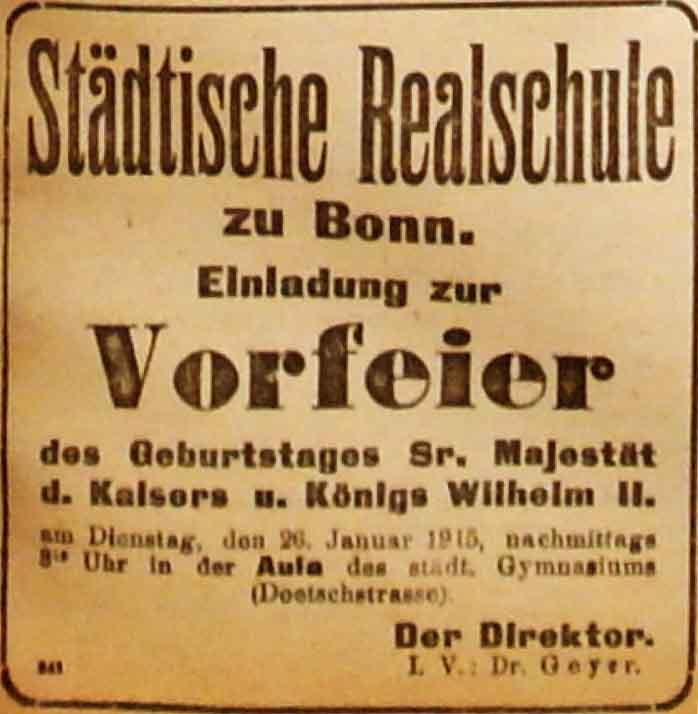 Städtische Realschule
zu Bonn.
Einladung zur
Vorfeier
des Geburtstages Sr. Majestät
d. Kaisers u. Königs Wilhelm II.
am Dienstag, den 26. Januar 1915, nachmittags
Uhr in der Aula des städt. Gymnasiums
(Doetschstrasse).
Der Direktor.
I. V.: Dr. Geyer.